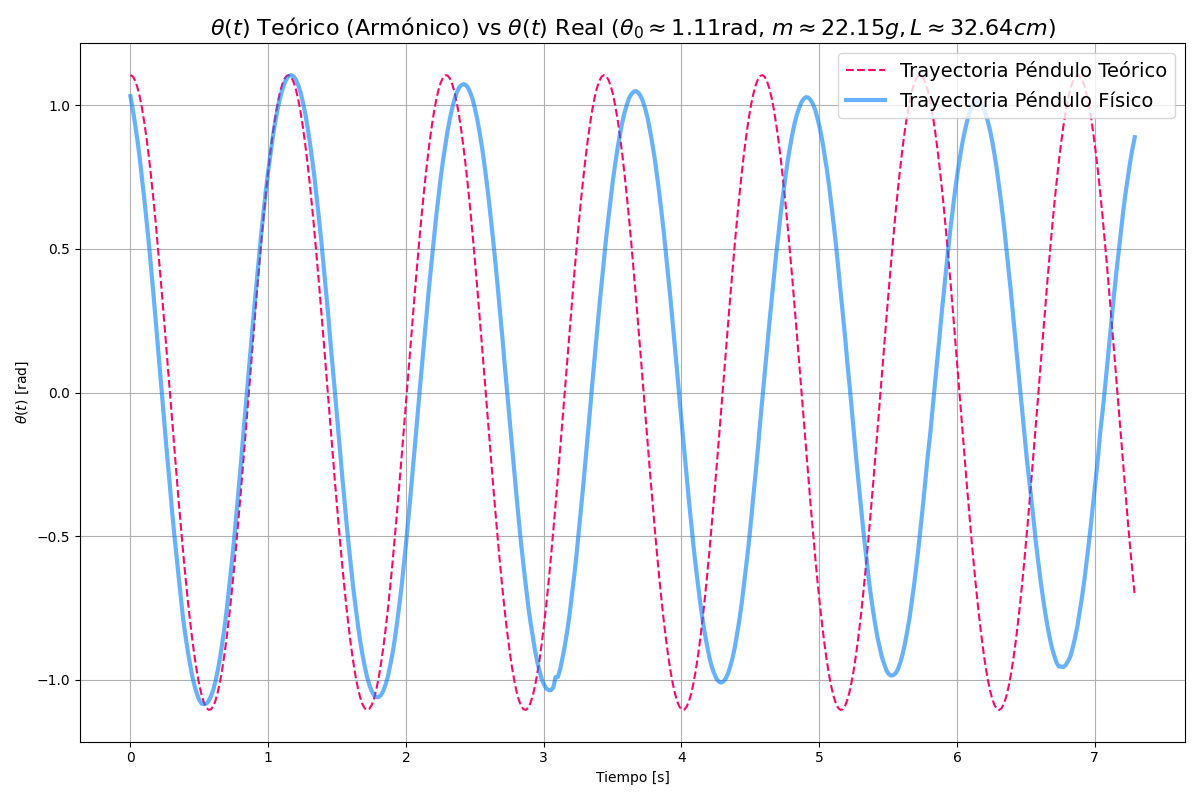 θ(t) Teórico (Armónico) vs θ(t) Real (θ₀ ≈ 1.11rad, m ≈ 22.15g, L ≈ 32.64cm)
Trayectoria Péndulo Teórico
Trayectoria Péndulo Físico
1.0
0.5
0.0
−0.5
−1.0
θ(t) [rad]
0 1 2 3 4 5 6 7
Tiempo [s]